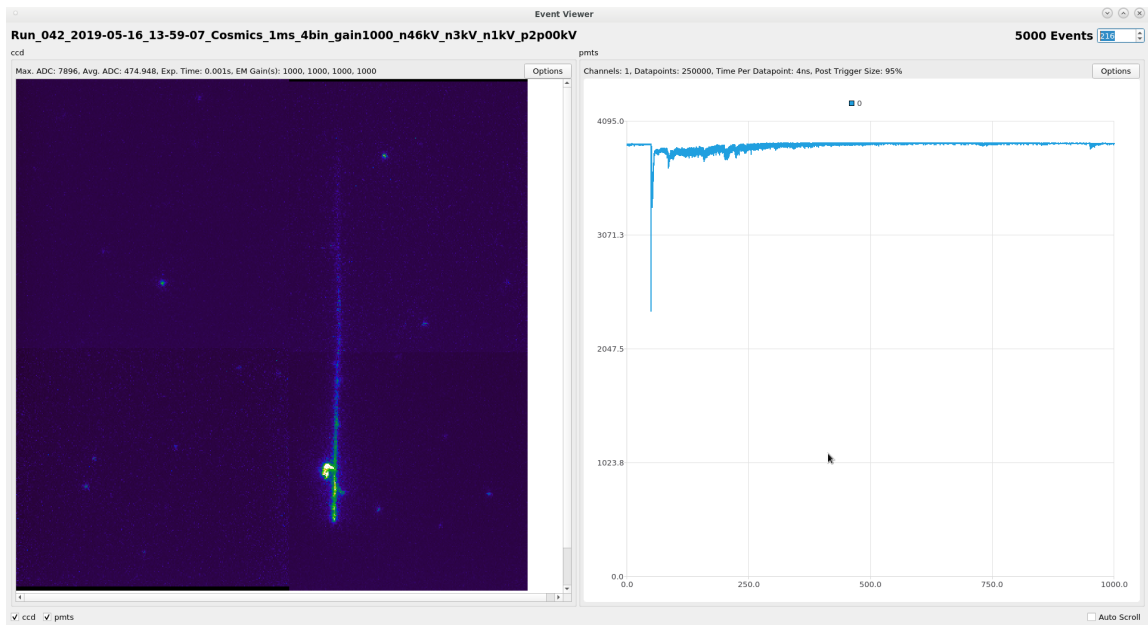 Event Viewer
Run_042_2019-05-16_13-59-07_Cosmics_1ms_4bin_gain1000_n46kV_n3kV_n1kV_p2p00kV
5000 Events 216
ccd
Max. ADC: 7896, Avg. ADC: 474.948, Exp. Time: 0.001s, EM Gain(s): 1000, 1000, 1000, 1000
Options
pmts
Channels: 1, Datapoints: 250000, Time Per Datapoint: 4ns, Post Trigger Size: 95%
Options
0
4095.0
3071.3
2047.5
1023.8
0.0
0.0 250.0 500.0 750.0 1000.0
ccd pmts
Auto Scroll